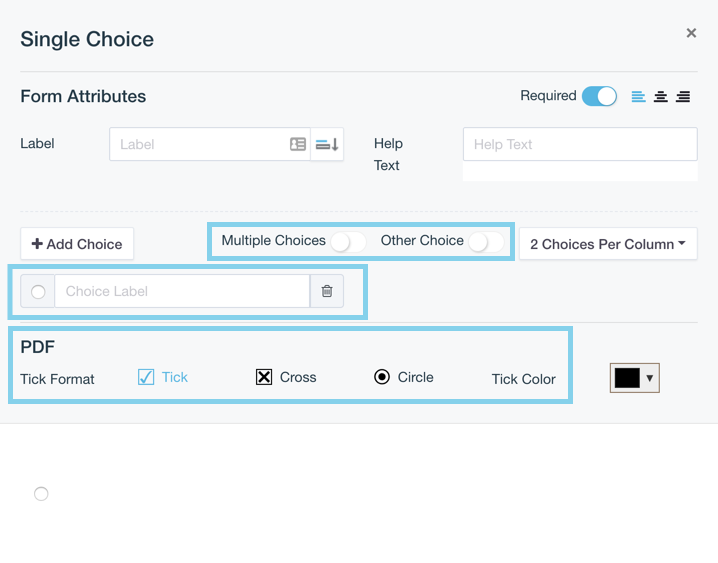 Single Choice
×
Form Attributes
Required
Label
Label
Help Text
Help Text
+ Add Choice
Multiple Choices
Other Choice
2 Choices Per Column
Choice Label
PDF
Tick Format
Tick
Cross
Circle
Tick Color